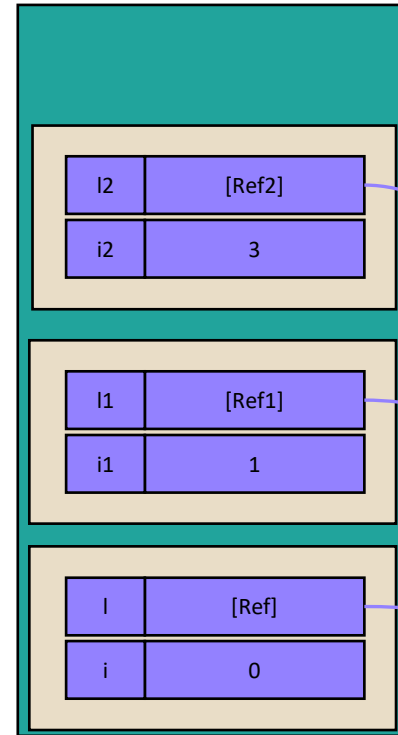 l2 [Ref2]
i2 3
l1 [Ref1]
i1 1
l [Ref]
i 0